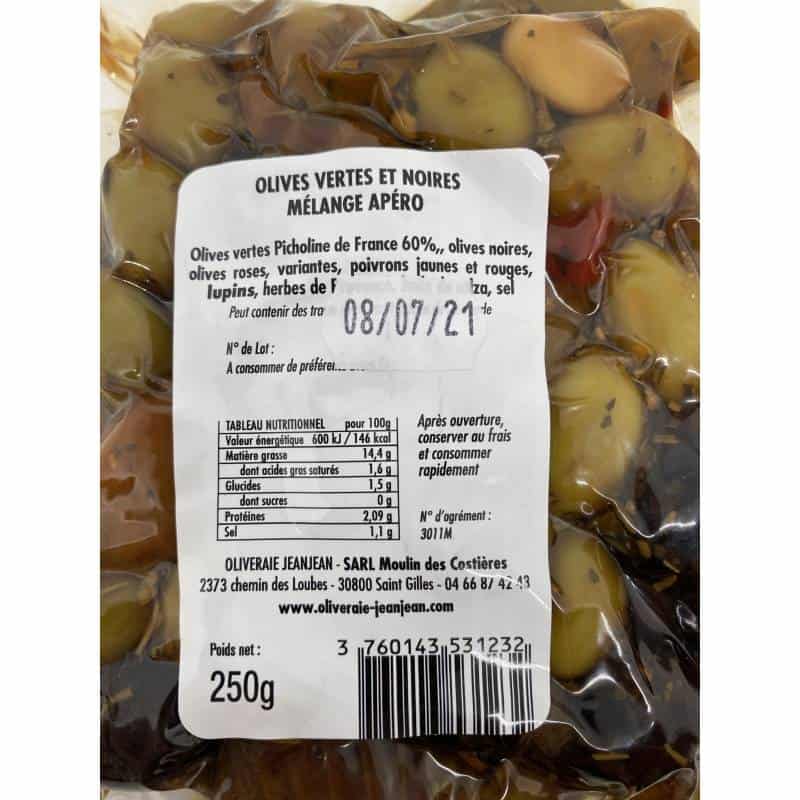 OLIVES VERTES ET NOIRES
MÉLANGE APÉRO
Olives vertes Picholine de France 60%,, olives noires,
olives roses, variantes, poivrons jaunes et rouges,
lupins, herbes de sel
Peut contenir des
08/07/21
N° de Lot :
A consommer de
TABLEAU NUTRITIONNEL pour 100g
Valeur énergétique 600 kJ / 146 kcal
Matière grasse 14,4 g
dont acides gras saturés 1,6 g
Glucides 1,5 g
dont sucres 0 g
Protéines 2,09 g
Sel 1,1 g
Après ouverture,
conserver au frais
et consommer
rapidement
N° d'agrément :
3011M
OLIVERAIE JEANJEAN - SARL Moulin des Costières
2373 chemin des Loubes - 30800 Saint Gilles - 04 66 87 42 43
www.oliveraie-jeanjean.com
Poids net :
250g
3 760143 531232